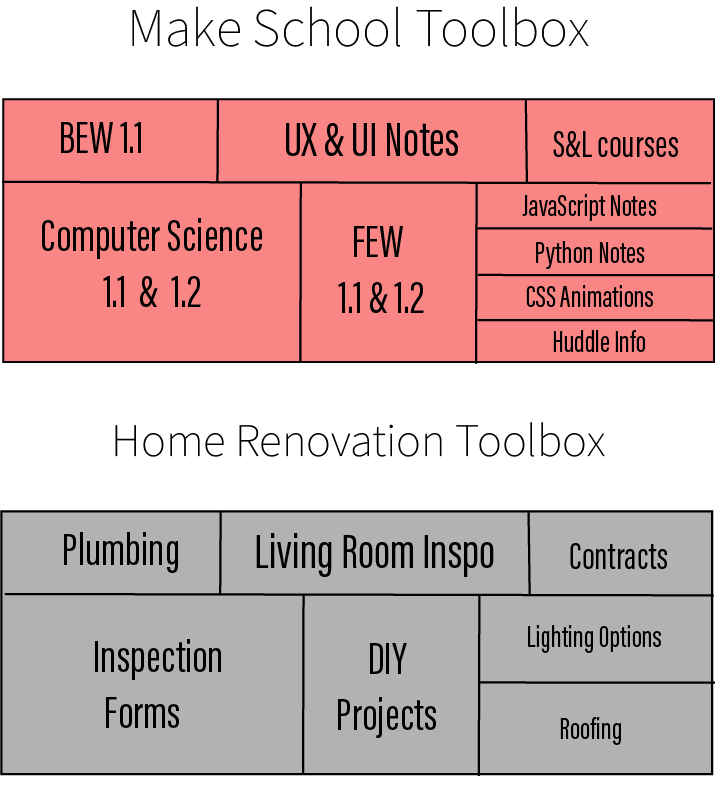 Make School Toolbox
BEW 1.1
UX & UI Notes
S&L courses
Computer Science
1.1 & 1.2
FEW
1.1 & 1.2
JavaScript Notes
Python Notes
CSS Animations
Huddle Info
Home Renovation Toolbox
Plumbing
Living Room Inspo
Contracts
Inspection
Forms
DIY
Projects
Lighting Options
Roofing